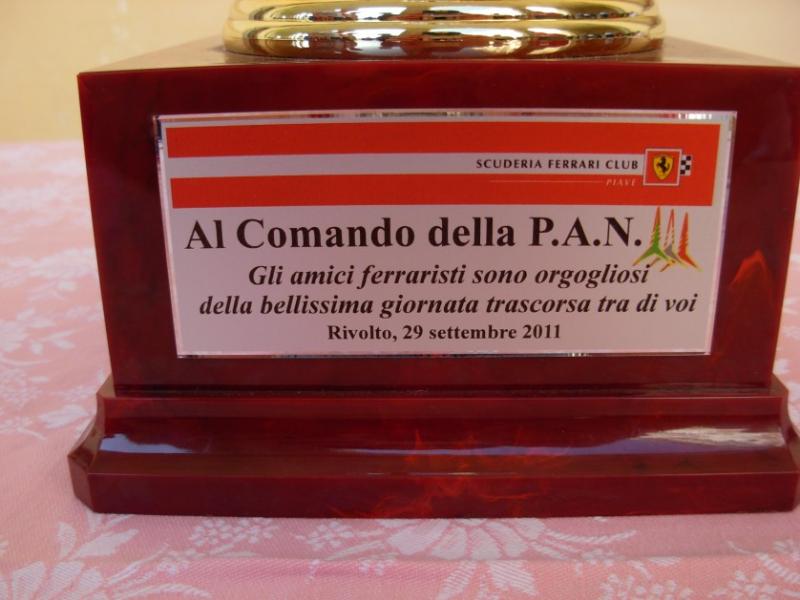 SCUDERIA FERRARI CLUB
PIAVE
Al Comando della P.A.N.
Gli amici ferraristi sono orgogliosi
della bellissima giornata trascorsa tra di voi
Rivolto, 29 settembre 2011